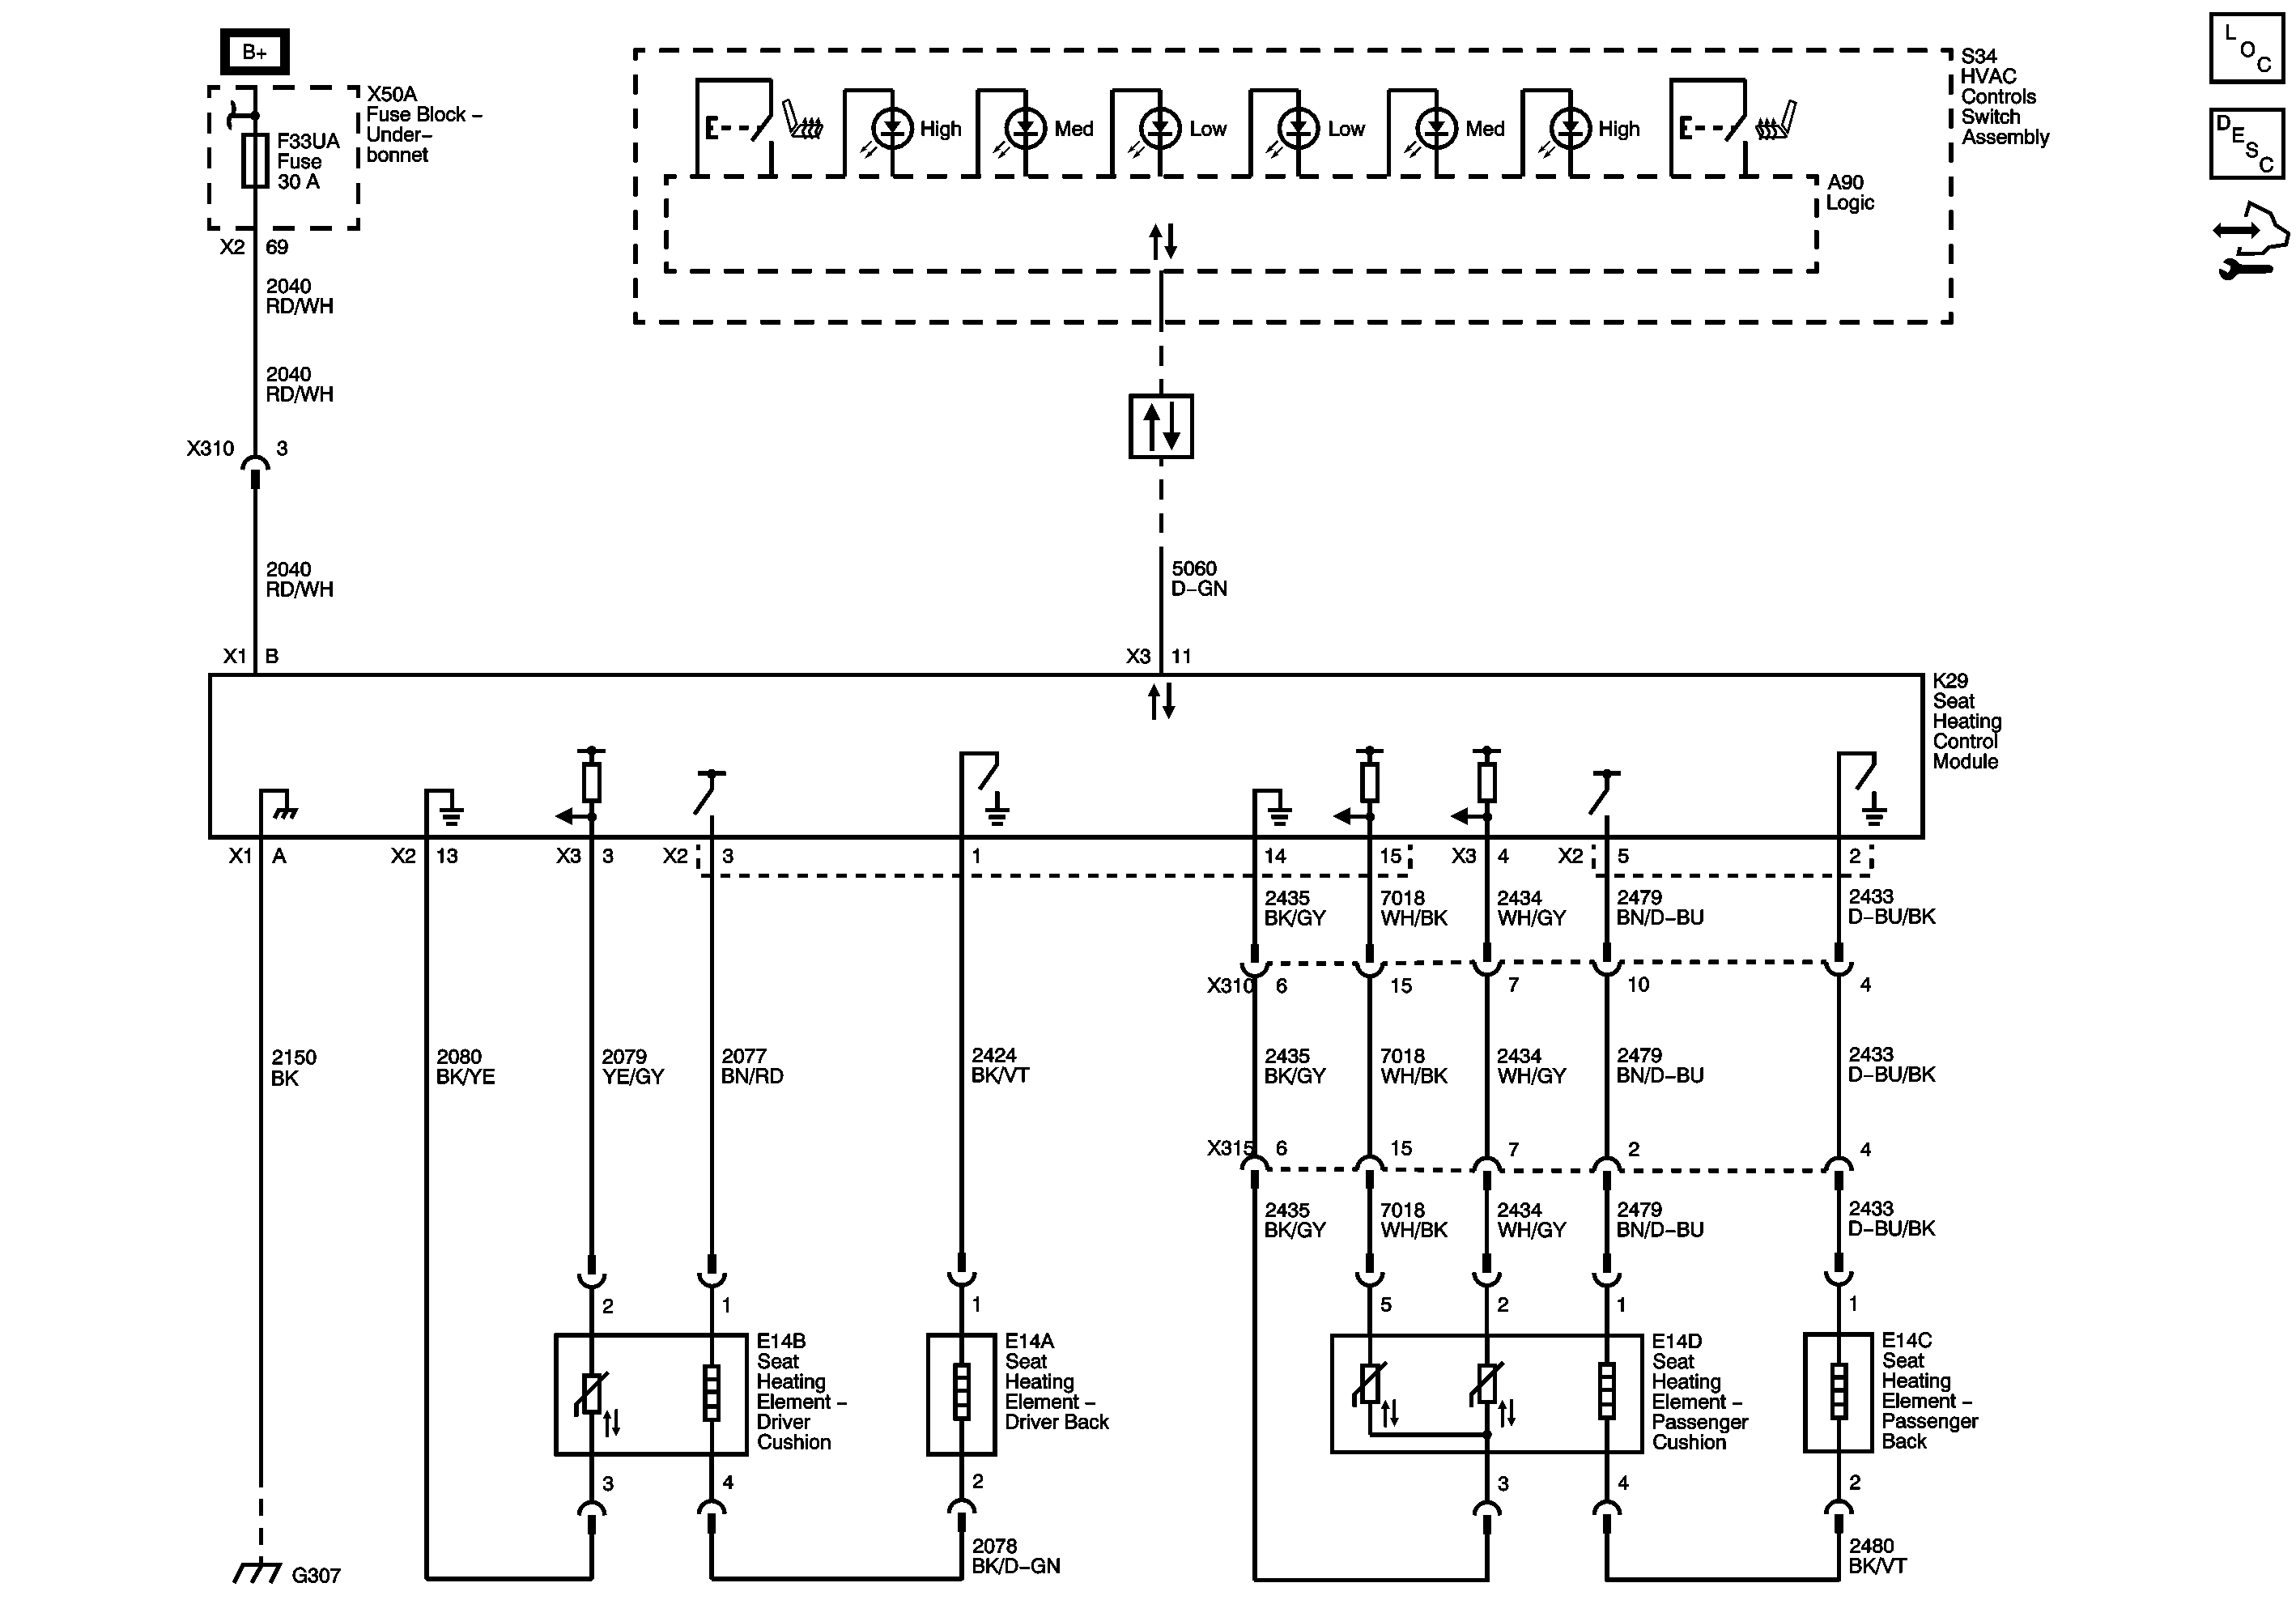 B+
X50A
Fuse Block –
Under–
bonnet
F33UA
Fuse
30 A
X2 69
2040
RD/WH
2040
RD/WH
X310 3
2040
RD/WH
X1 B
High
Med
Low
Low
Med
High
S34
HVAC
Controls
Switch
Assembly
A90
Logic
LOC
DESC
5060
D–GN
X3 11
K29
Seat
Heating
Control
Module
X1 A X2 13 X3 3 X2 3 1 14 15 X3 4 X2 5 2
2435
BK/GY
7018
WH/BK
2434
WH/GY
2479
BN/D–BU
2433
D–BU/BK
X310 6 15 7 10 4
2150
BK
2080
BK/YE
2079
YE/GY
2077
BN/RD
2424
BK/VT
2435
BK/GY
7018
WH/BK
2434
WH/GY
2479
BN/D–BU
2433
D–BU/BK
X315 6 15 7 2 4
2435
BK/GY
7018
WH/BK
2434
WH/GY
2479
BN/D–BU
2433
D–BU/BK
2 1 1 5 2 1 1
E14B
Seat
Heating
Element –
Driver
Cushion
E14A
Seat
Heating
Element –
Driver Back
E14D
Seat
Heating
Element –
Passenger
Cushion
E14C
Seat
Heating
Element –
Passenger
Back
3 4 2 3 4 2
2078
BK/D–GN
2480
BK/VT
G307